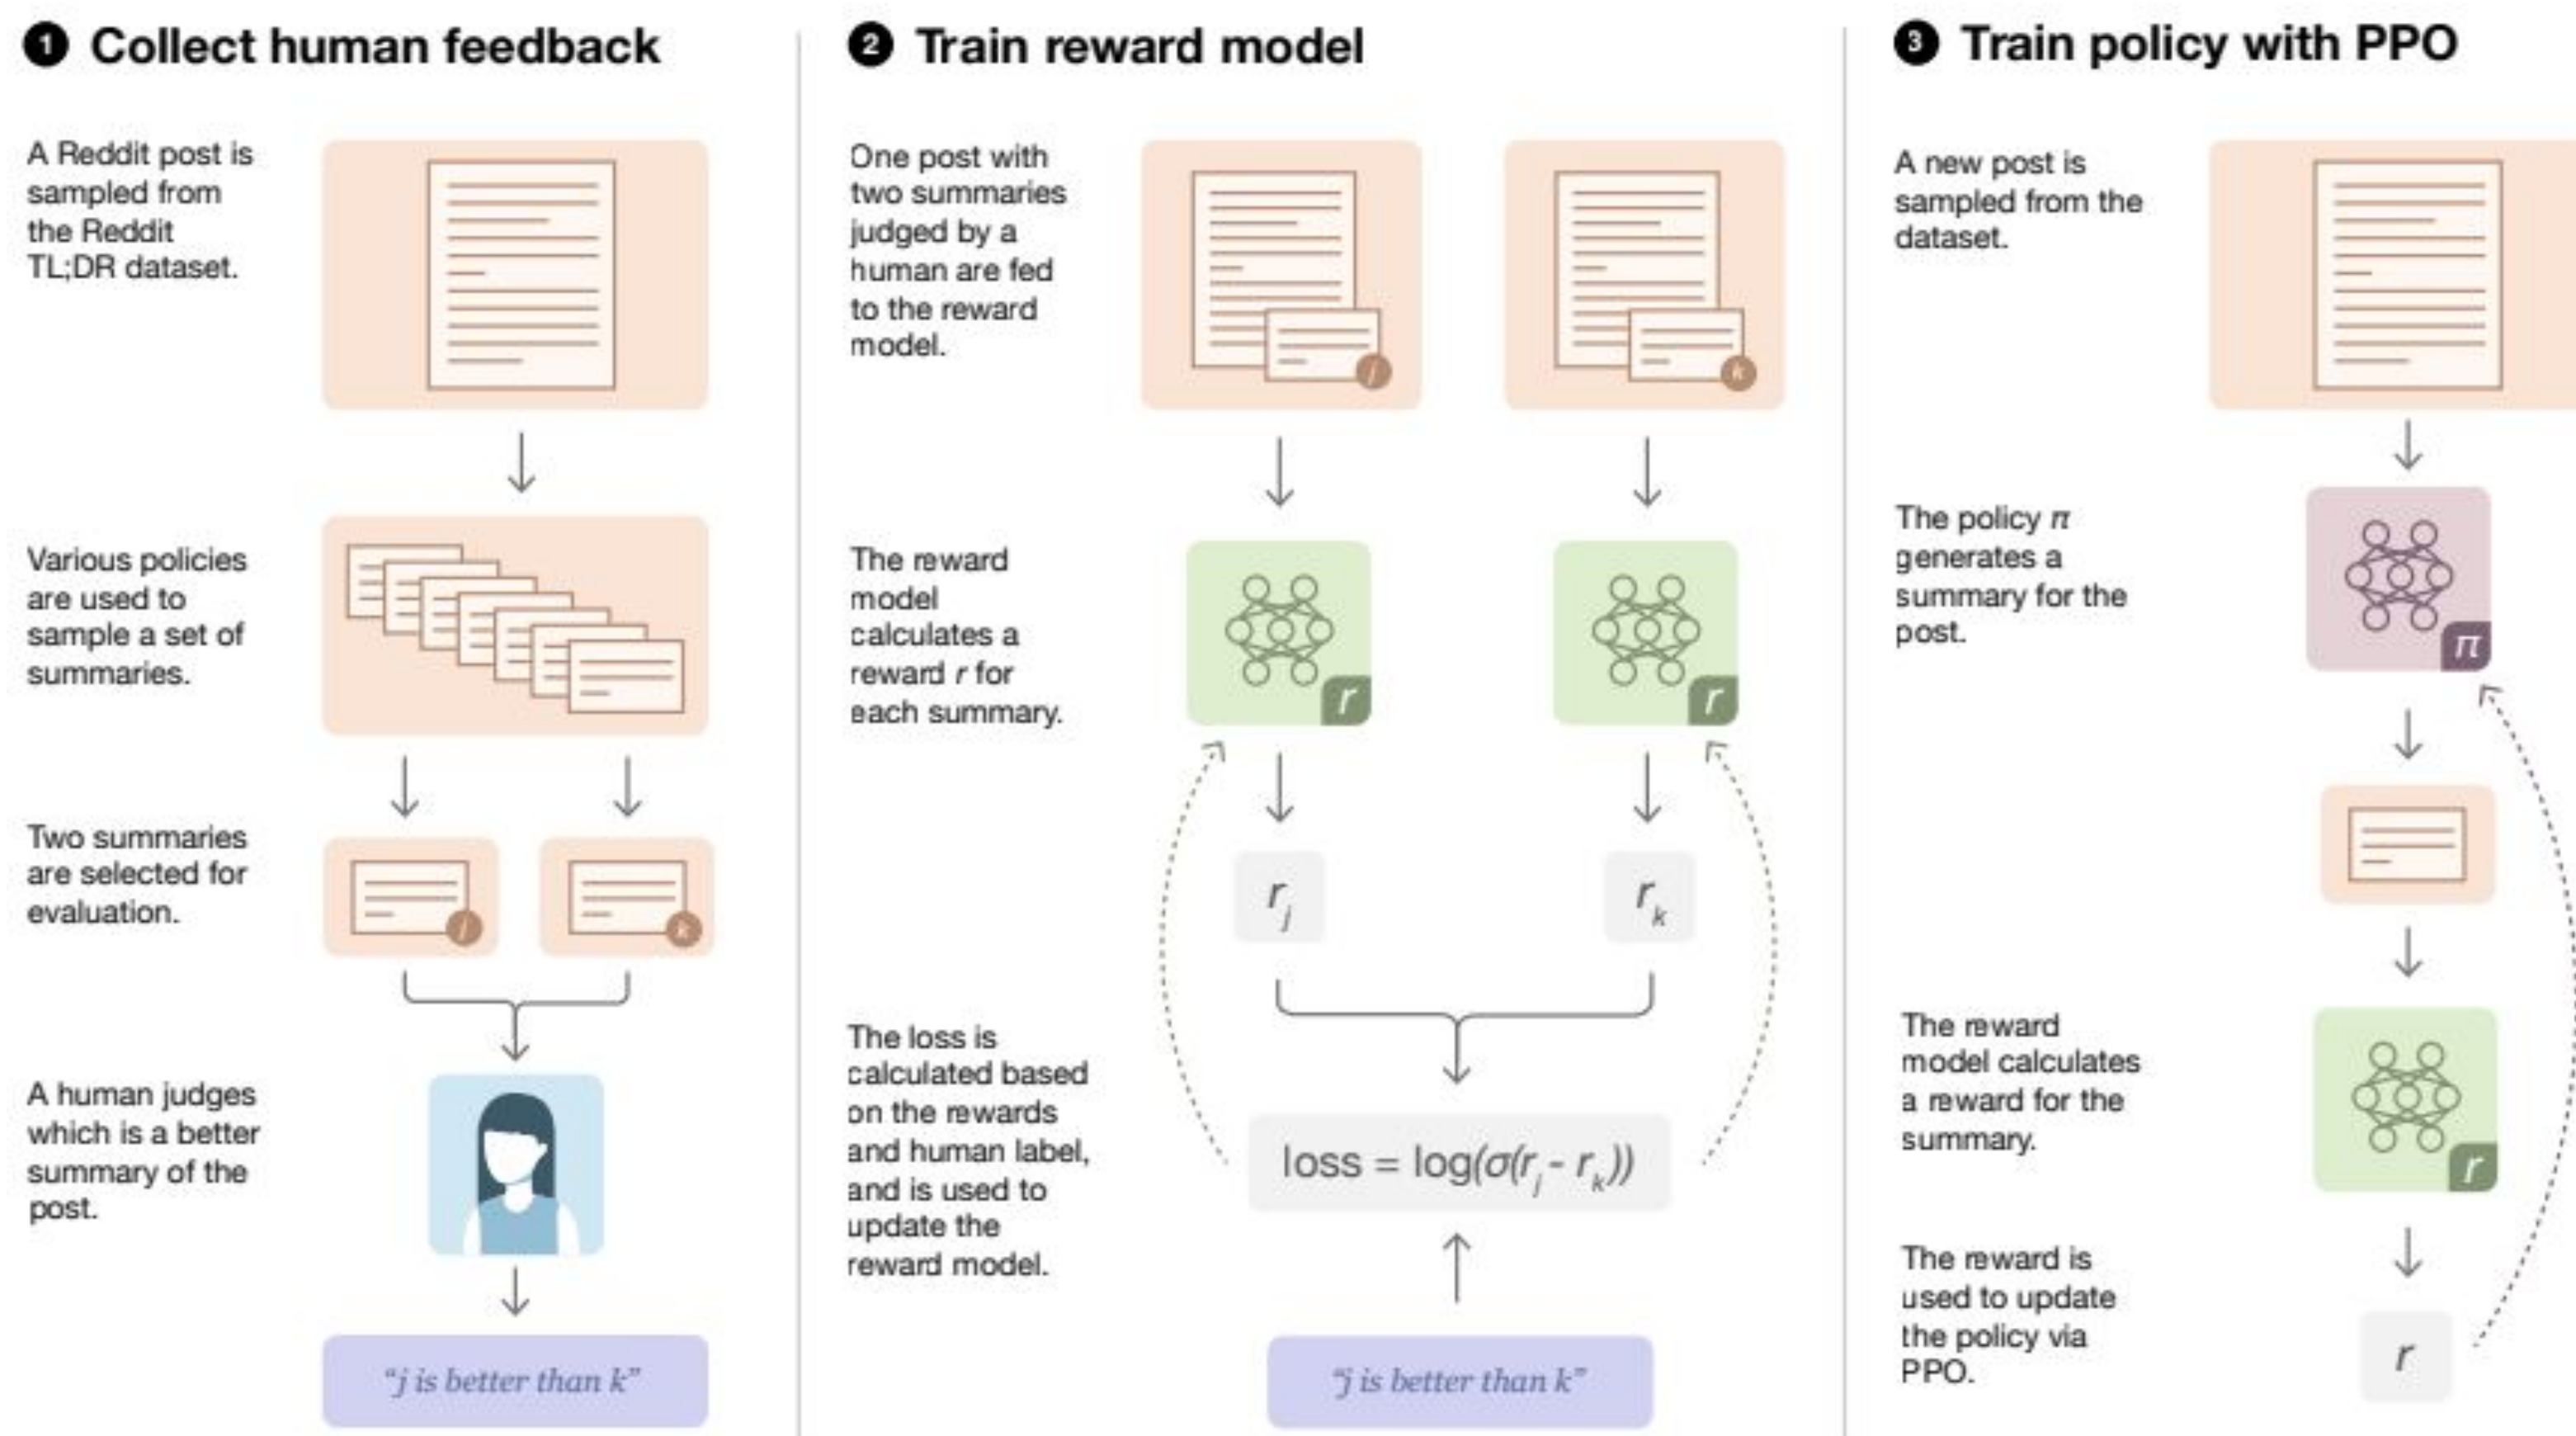 1 Collect human feedback
A Reddit post is
sampled from
the Reddit
TL;DR dataset.
Various policies
are used to
sample a set of
summaries.
Two summaries
are selected for
evaluation.
j
k
A human judges
which is a better
summary of the
post.
“j is better than k”
2 Train reward model
One post with
two summaries
judged by a
human are fed
to the reward
model.
j
k
The reward
model
calculates a
reward r for
each summary.
r
r
r_j
r_k
The loss is
calculated based
on the rewards
and human label,
and is used to
update the
reward model.
loss = log(σ(r_j - r_k))
“j is better than k”
3 Train policy with PPO
A new post is
sampled from the
dataset.
The policy π
generates a
summary for the
post.
π
The reward
model calculates
a reward for the
summary.
r
The reward is
used to update
the policy via
PPO.
r